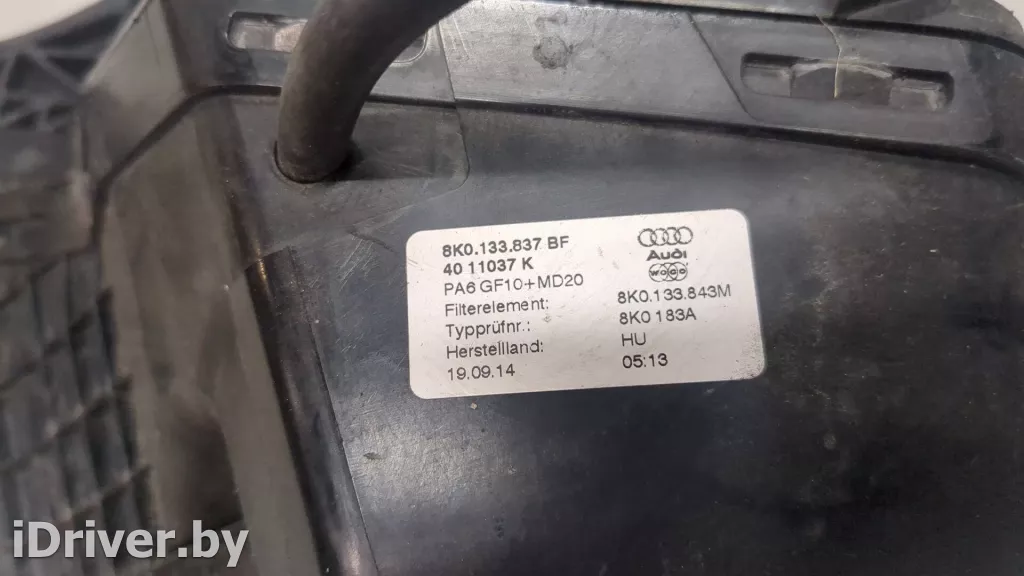 8K0.133.837 BF
40 11037 K
PA6 GF10+MD20
Filterelement: 8K0.133.843M
Typprüfnr.: 8K0 183A
Herstellland: HU
19.09.14 05:13
Audi
woco
iDriver.by